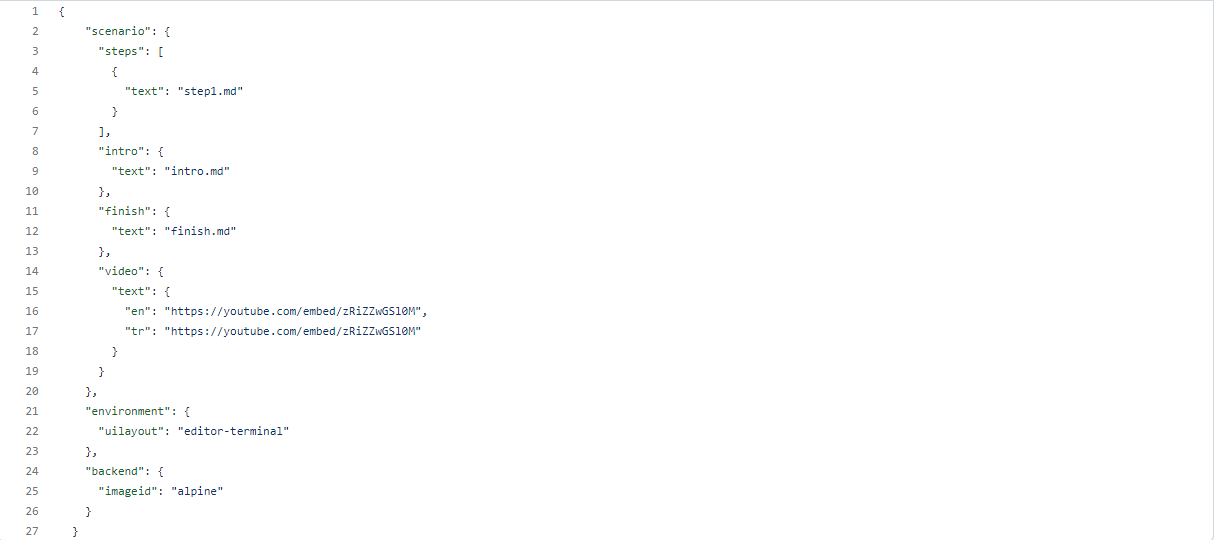 1 {
2 "scenario": {
3 "steps": [
4 {
5 "text": "step1.md"
6 }
7 ],
8 "intro": {
9 "text": "intro.md"
10 },
11 "finish": {
12 "text": "finish.md"
13 },
14 "video": {
15 "text": {
16 "en": "https://youtube.com/embed/zRiZZwGSl0M",
17 "tr": "https://youtube.com/embed/zRiZZwGSl0M"
18 }
19 }
20 },
21 "environment": {
22 "uilayout": "editor-terminal"
23 },
24 "backend": {
25 "imageid": "alpine"
26 }
27 }